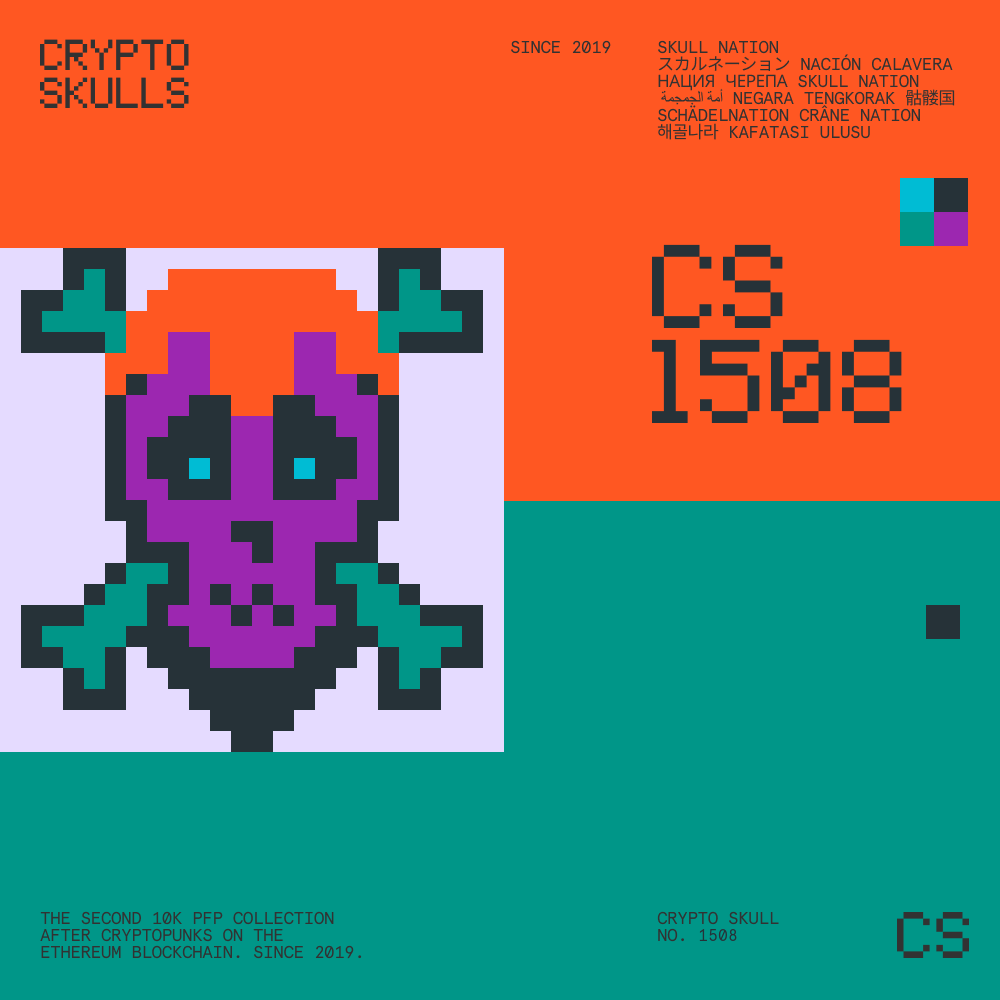 CRYPTO
SKULLS
SINCE 2019
SKULL NATION
スカルネーション NACIÓN CALAVERA
НАЦИЯ ЧЕРЕПА SKULL NATION
أمة الجمجمة NEGARA TENGKORAK 骷髅国
SCHÄDELNATION CRÂNE NATION
해골나라 KAFATASI ULUSU
CS
1508
THE SECOND 10K PFP COLLECTION
AFTER CRYPTOPUNKS ON THE
ETHEREUM BLOCKCHAIN. SINCE 2019.
CRYPTO SKULL
NO. 1508
CS